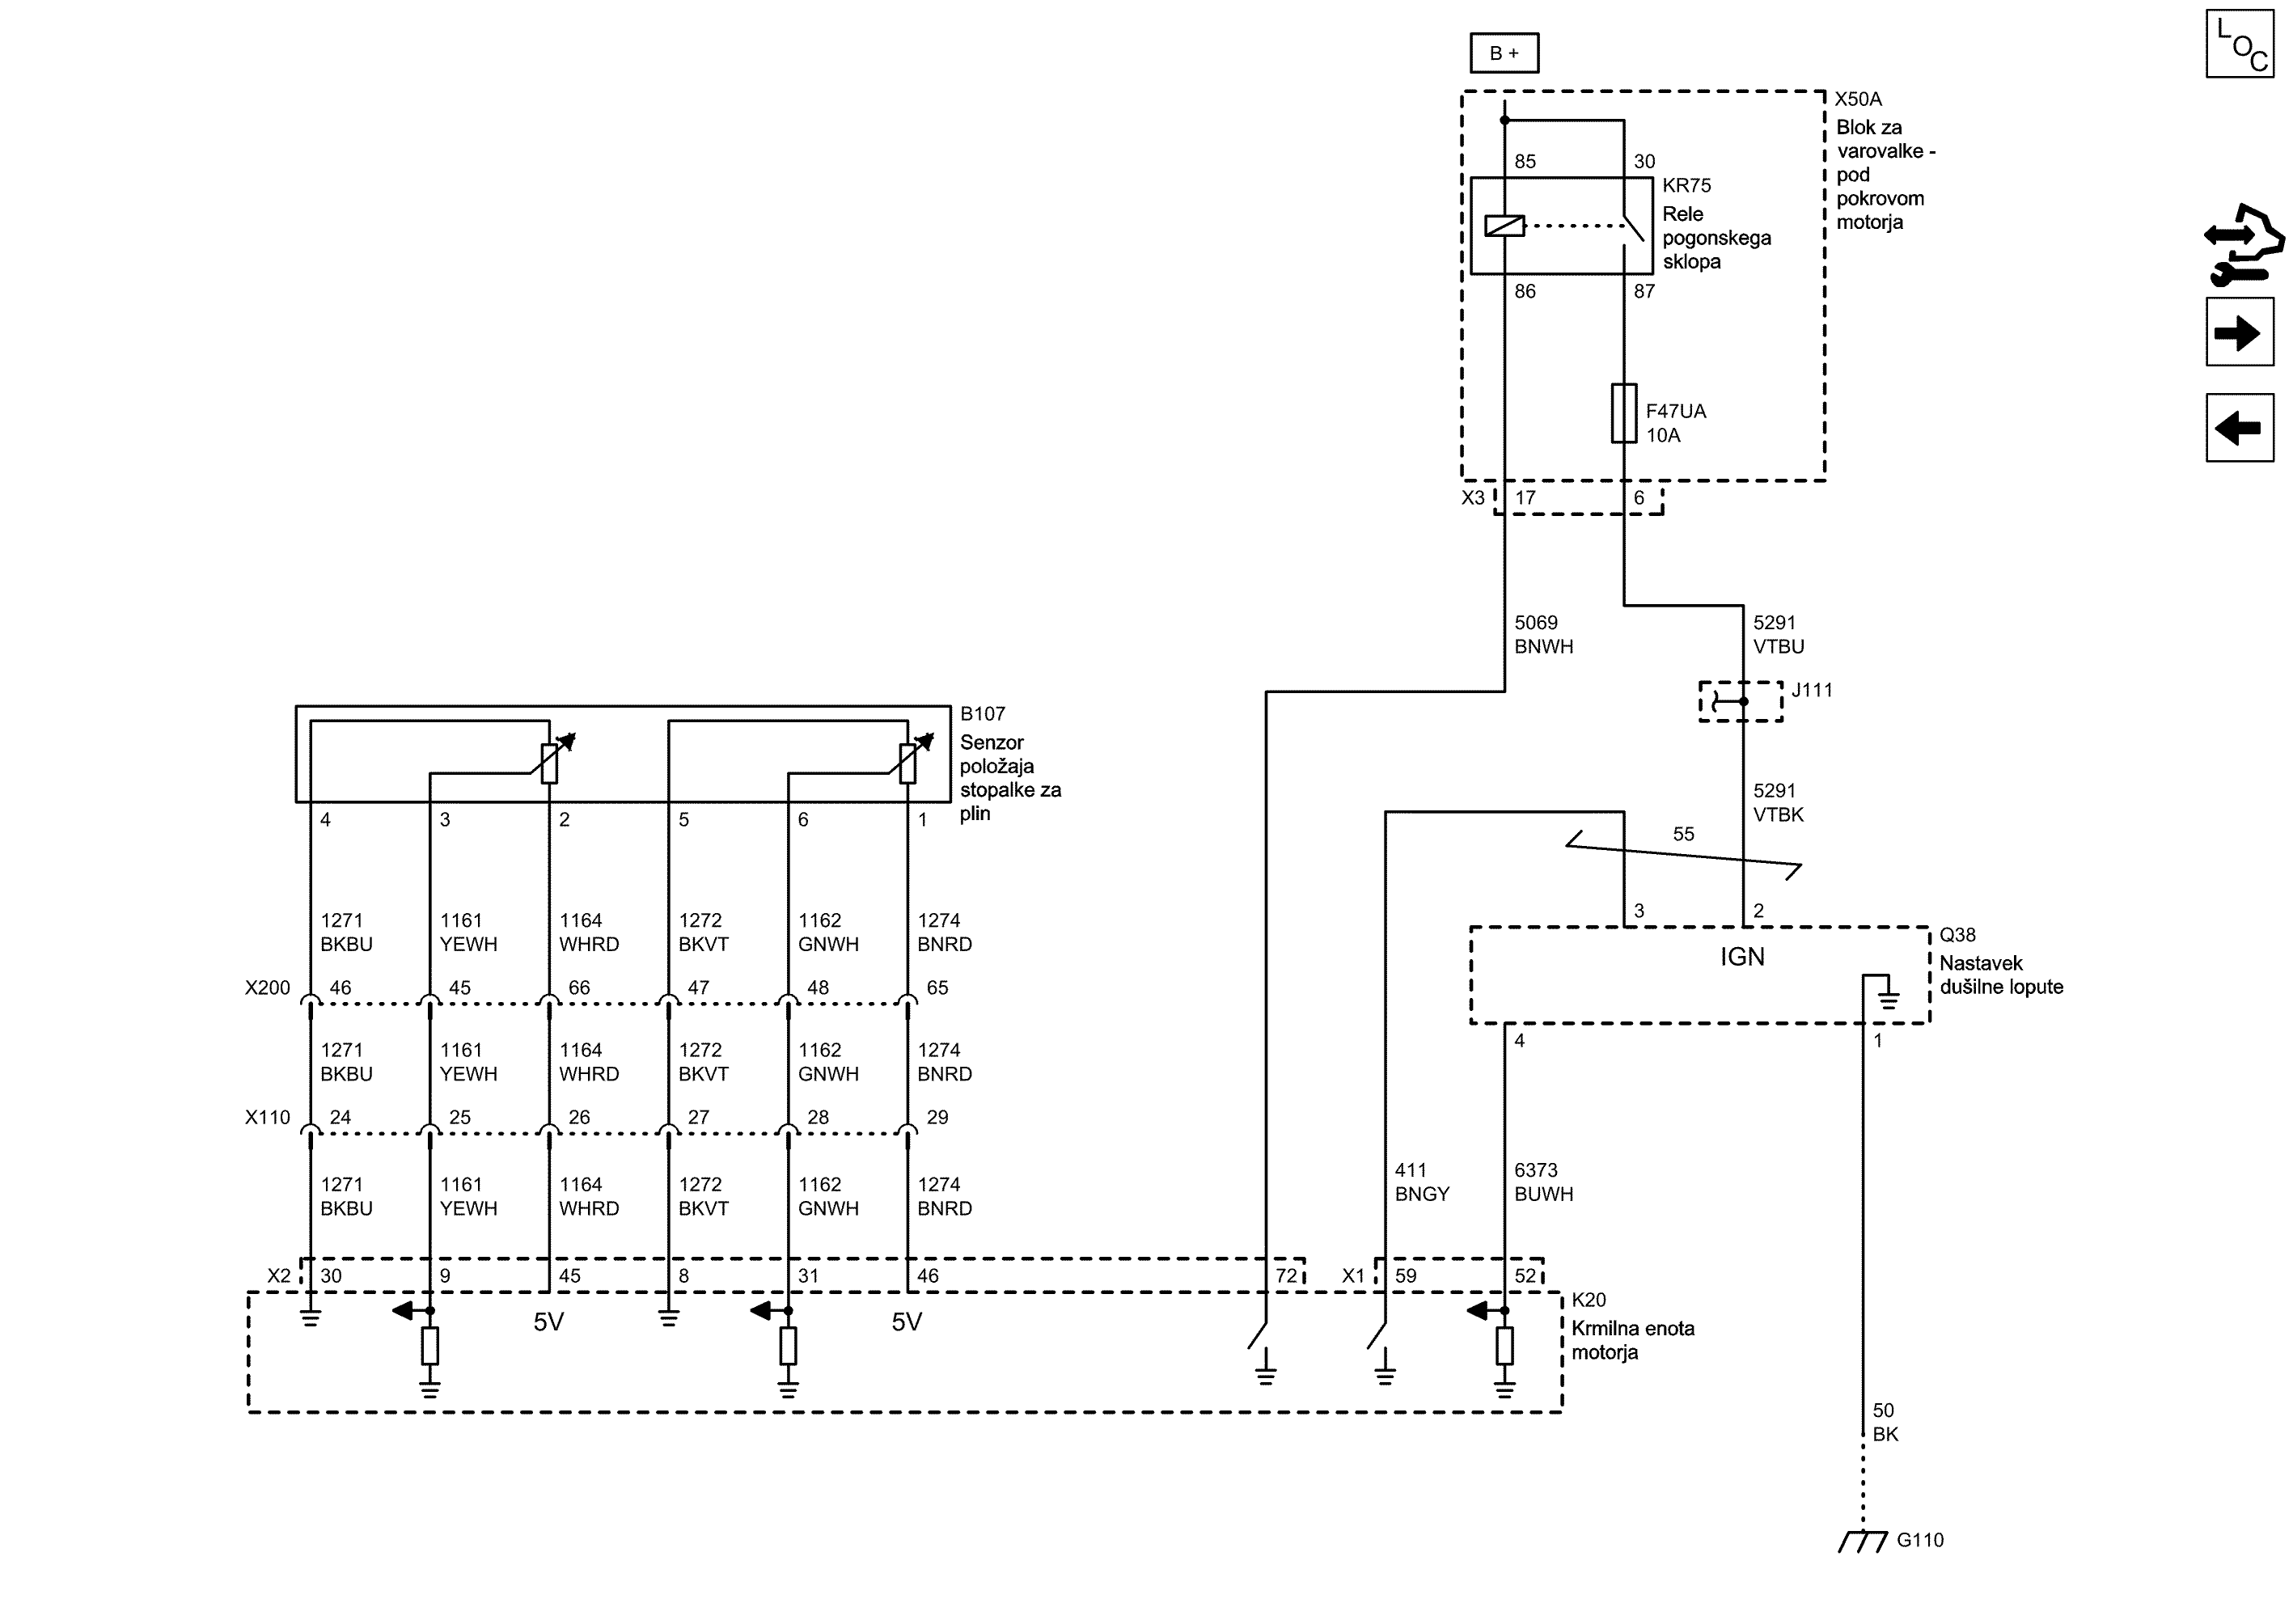 L
O
C
B +
X50A
Blok za
varovalke -
pod
pokrovom
motorja
85 30
KR75
Rele
pogonskega
sklopa
86 87
F47UA
10A
X3 17 6
5069
BNWH
5291
VTBU
J111
5291
VTBK
55
B107
Senzor
položaja
stopalke za
plin
4 3 2 5 6 1
1271 1161 1164 1272 1162 1274
BKBU YEWH WHRD BKVT GNWH BNRD
X200 46 45 66 47 48 65
1271 1161 1164 1272 1162 1274
BKBU YEWH WHRD BKVT GNWH BNRD
X110 24 25 26 27 28 29
1271 1161 1164 1272 1162 1274
BKBU YEWH WHRD BKVT GNWH BNRD
3 2
Q38
IGN
Nastavek
dušilne lopute
4 1
411 6373
BNGY BUWH
X2 30 9 45 8 31 46 72 X1 59 52
5V 5V
K20
Krmilna enota
motorja
50
BK
G110